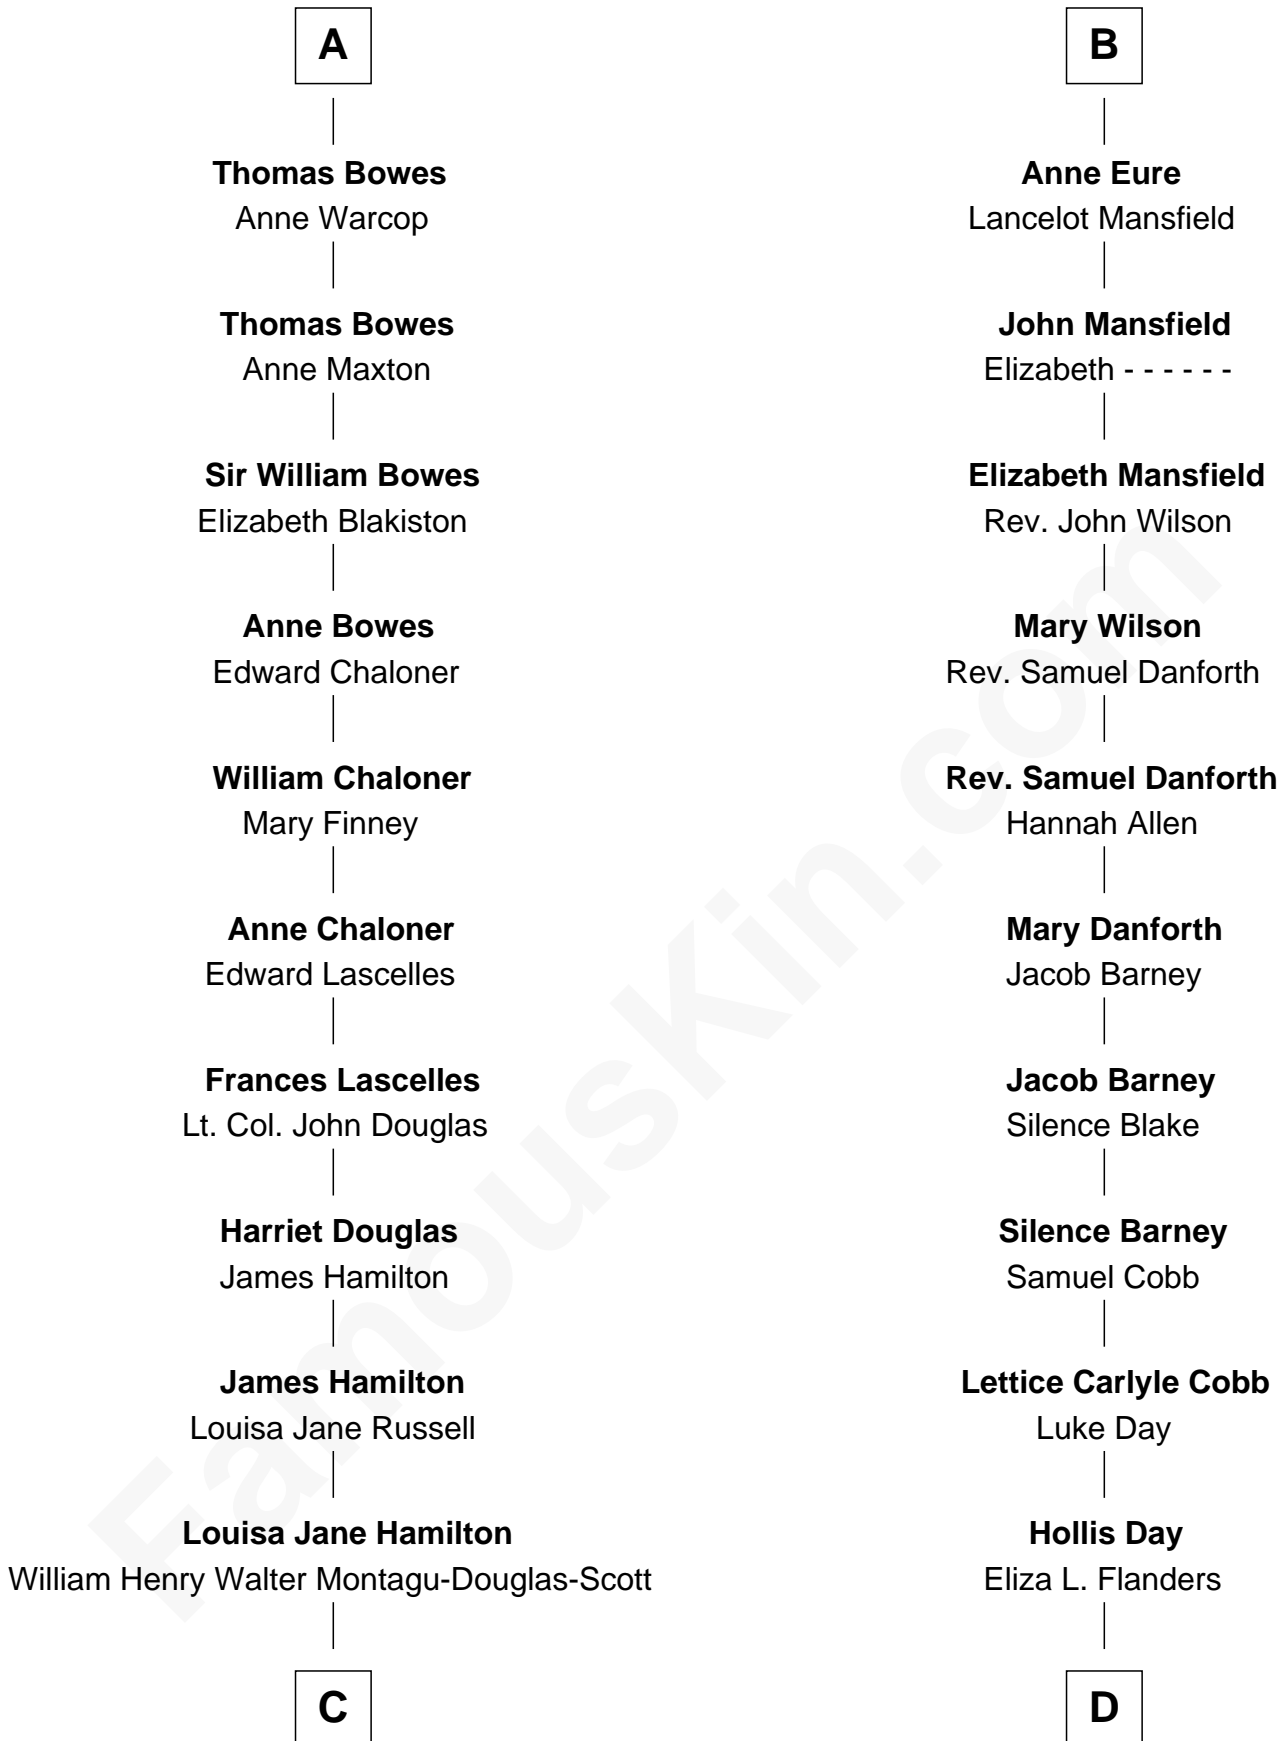 A
Thomas Bowes
Anne Warcop
Thomas Bowes
Anne Maxton
Sir William Bowes
Elizabeth Blakiston
Anne Bowes
Edward Chaloner
William Chaloner
Mary Finney
Anne Chaloner
Edward Lascelles
Frances Lascelles
Lt. Col. John Douglas
Harriet Douglas
James Hamilton
James Hamilton
Louisa Jane Russell
Louisa Jane Hamilton
William Henry Walter Montagu-Douglas-Scott
C
B
Anne Eure
Lancelot Mansfield
John Mansfield
Elizabeth - - - - - -
Elizabeth Mansfield
Rev. John Wilson
Mary Wilson
Rev. Samuel Danforth
Rev. Samuel Danforth
Hannah Allen
Mary Danforth
Jacob Barney
Jacob Barney
Silence Blake
Silence Barney
Samuel Cobb
Lettice Carlyle Cobb
Luke Day
Hollis Day
Eliza L. Flanders
D
FamousKin.com